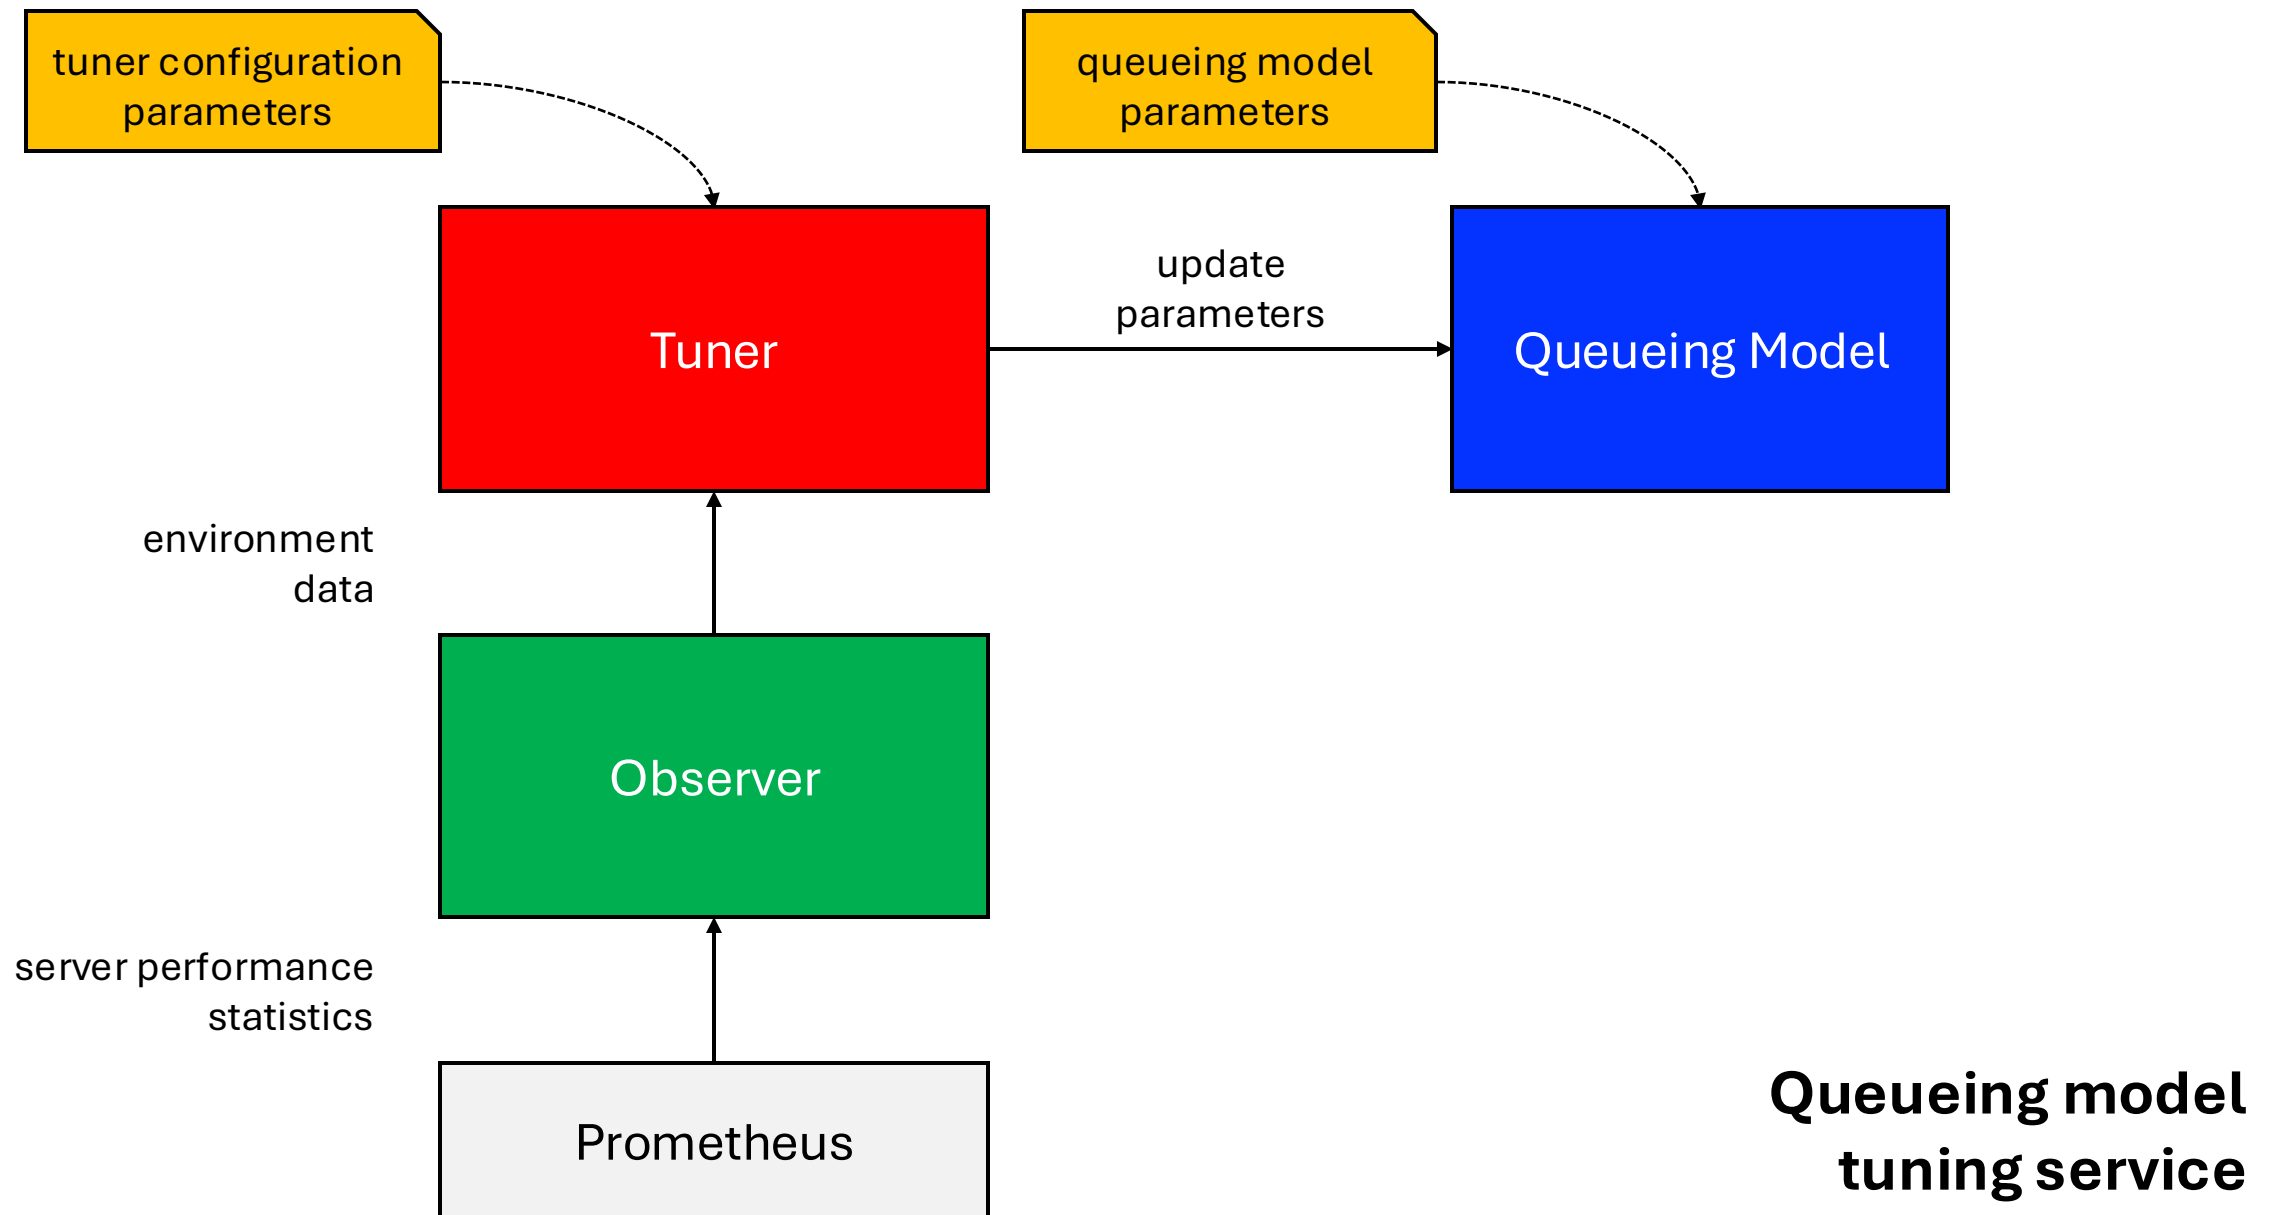 tuner configuration
parameters
queueing model
parameters
update
parameters
Tuner
Queueing Model
environment
data
Observer
server performance
statistics
Prometheus
Queueing model
tuning service